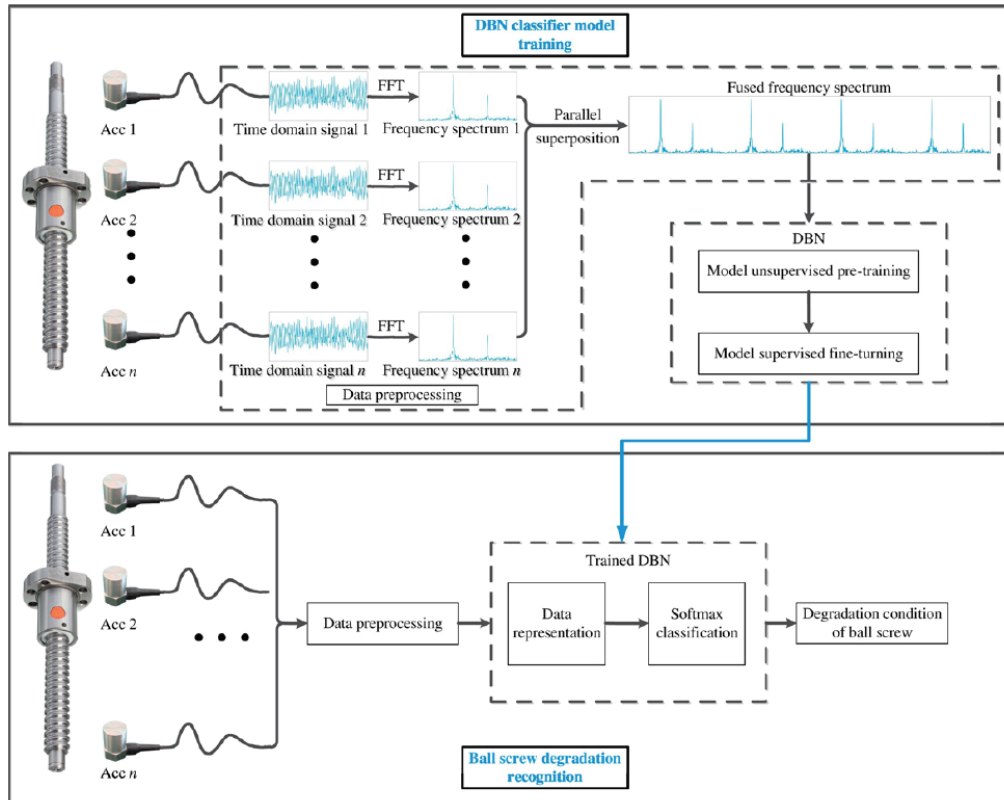 DBN classifier model
training
Acc 1
FFT
Time domain signal 1
Frequency spectrum 1
Acc 2
FFT
Time domain signal 2
Frequency spectrum 2
Acc n
FFT
Time domain signal n
Frequency spectrum n
Data preprocessing
Parallel
superposition
Fused frequency spectrum
DBN
Model unsupervised pre-training
Model supervised fine-turning
Acc 1
Acc 2
Acc n
Data preprocessing
Trained DBN
Data
representation
Softmax
classification
Degradation condition
of ball screw
Ball screw degradation
recognition